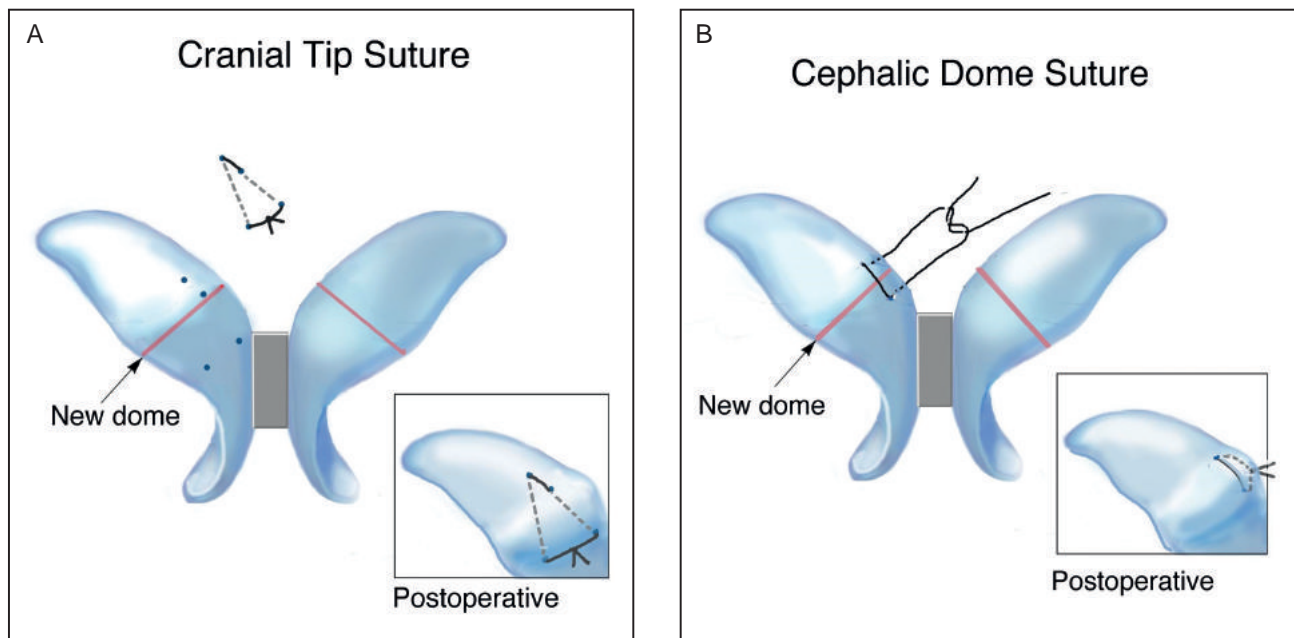 A
Cranial Tip Suture
New dome
Postoperative
B
Cephalic Dome Suture
New dome
Postoperative